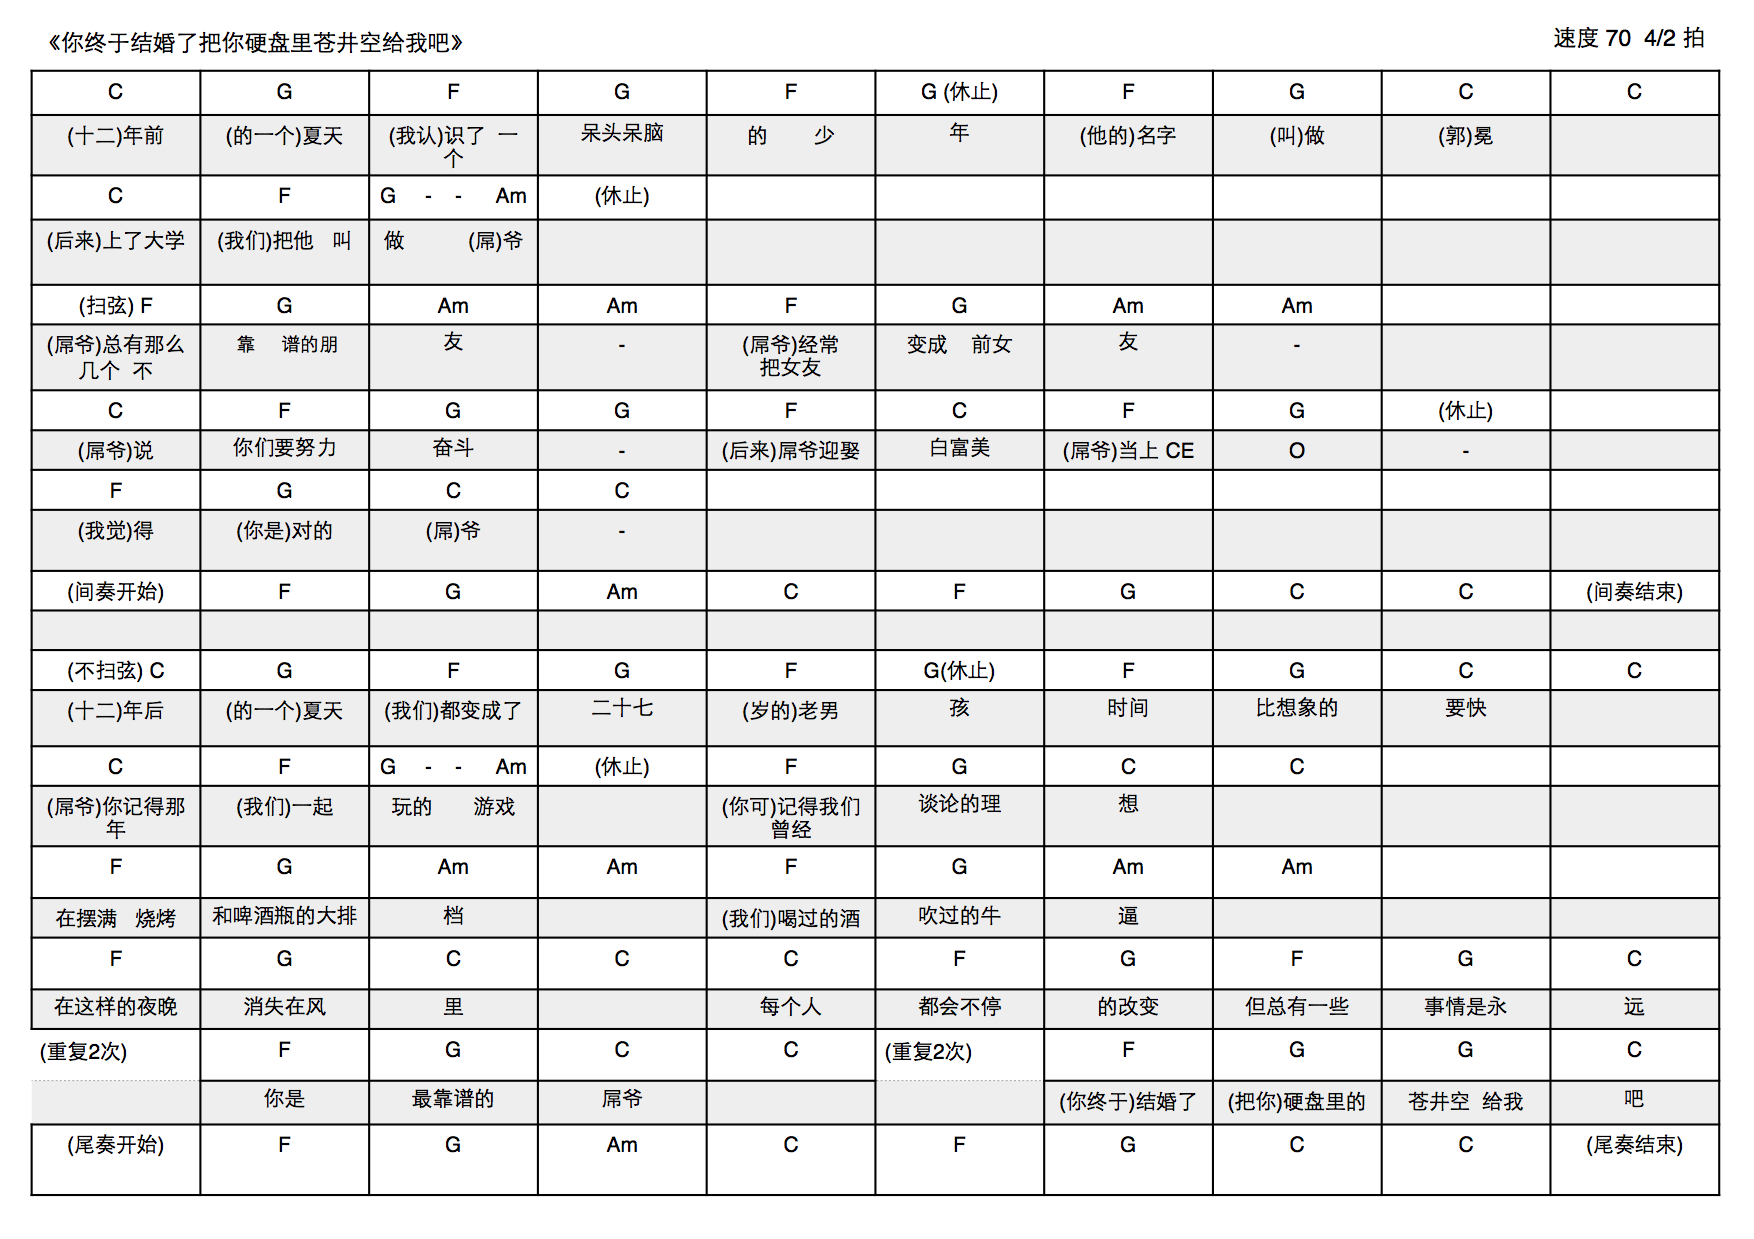 《你终于结婚了把你硬盘里苍井空给我吧》 速度 70 4/2 拍
C G F G F G (休止) F G C C
(十二)年前 (的一个)夏天 (我认)识了 一个 呆头呆脑 的 少 年 (他的)名字 (叫)做 (郭)冕
C F G - - Am (休止)
(后来)上了大学 (我们)把他 叫 做 (屌)爷
(扫弦) F G Am Am F G Am Am
(屌爷)总有那么几个 不 靠 谱的朋 友 - (屌爷)经常把女友 变成 前女 友 -
C F G G F C F G (休止)
(屌爷)说 你们要努力 奋斗 - (后来)屌爷迎娶 白富美 (屌爷)当上 CE O -
F G C C
(我觉)得 (你是)对的 (屌)爷 -
(间奏开始) F G Am C F G C C (间奏结束)
(不扫弦) C G F G F G(休止) F G C C
(十二)年后 (的一个)夏天 (我们)都变成了 二十七 (岁的)老男 孩 时间 比想象的 要快
C F G - - Am (休止) F G C C
(屌爷)你记得那年 (我们)一起 玩的 游戏 (你可)记得我们曾经 谈论的理 想
F G Am Am F G Am Am
在摆满 烧烤 和啤酒瓶的大排 档 (我们)喝过的酒 吹过的牛 逼
F G C C C F G F G C
在这样的夜晚 消失在风 里 每个人 都会不停 的改变 但总有一些 事情是永 远
(重复2次) F G C C (重复2次) F G G C
你是 最靠谱的 屌爷 (你终于)结婚了 (把你)硬盘里的 苍井空 给我 吧
(尾奏开始) F G Am C F G C C (尾奏结束)